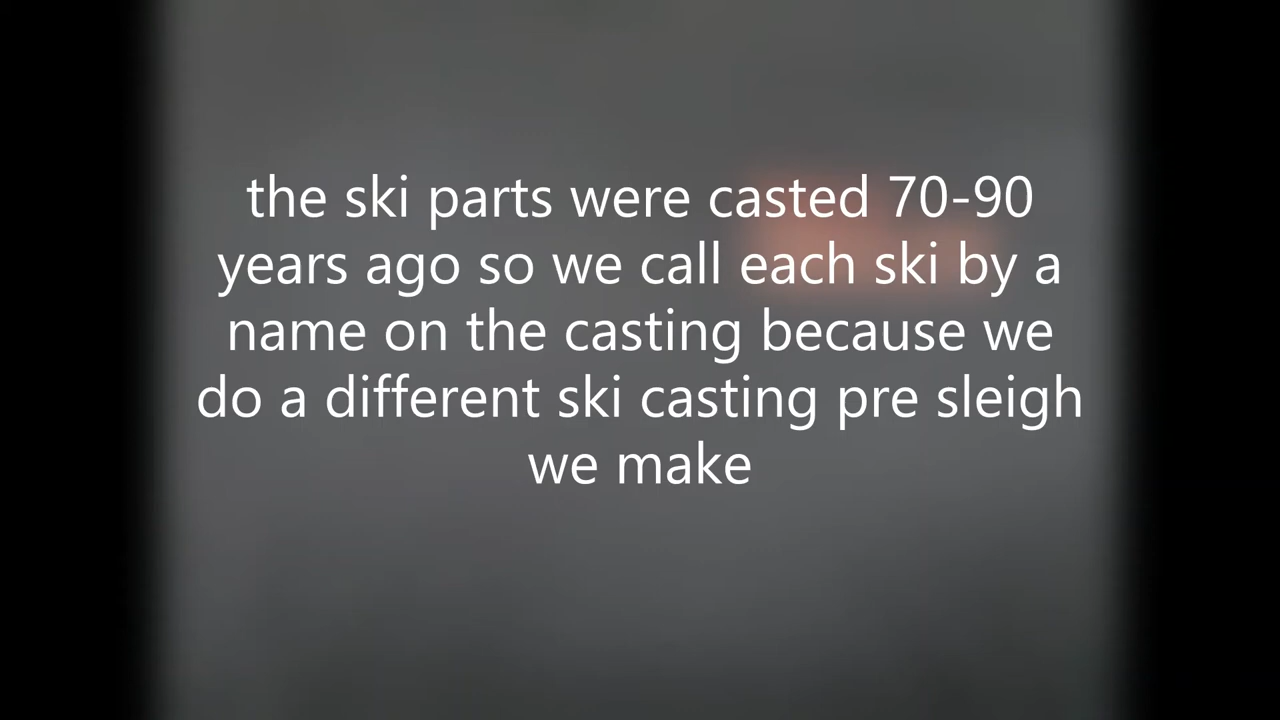 the ski parts were casted 70-90
years ago so we call each ski by a
name on the casting because we
do a different ski casting pre sleigh
we make